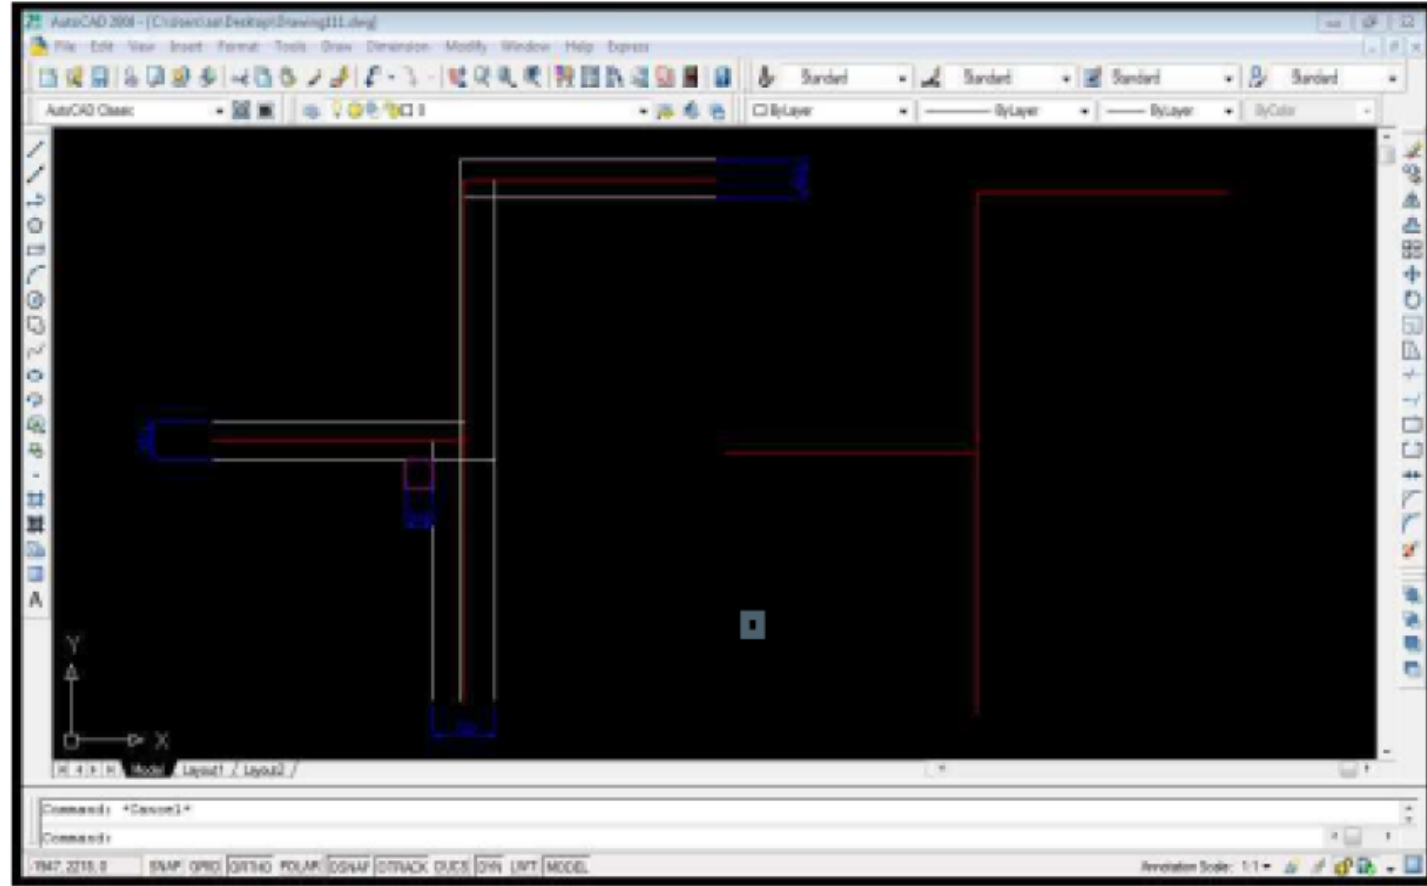 AutoCAD 2008 - [C:\Users\sar\Desktop\Drawing111.dwg]
File Edit View Insert Format Tools Draw Dimension Modify Window Help Express
Standard Standard Standard Standard
AutoCAD Classic 0 ByLayer ByLayer ByLayer ByColor
A
Y
X
Model Layout1 / Layout2 /
Command: *Cancel*
Command:
SNAP GRID ORTHO POLAR OSNAP OTRACK DUCS DYN LWT MODEL Annotation Scale: 1:1